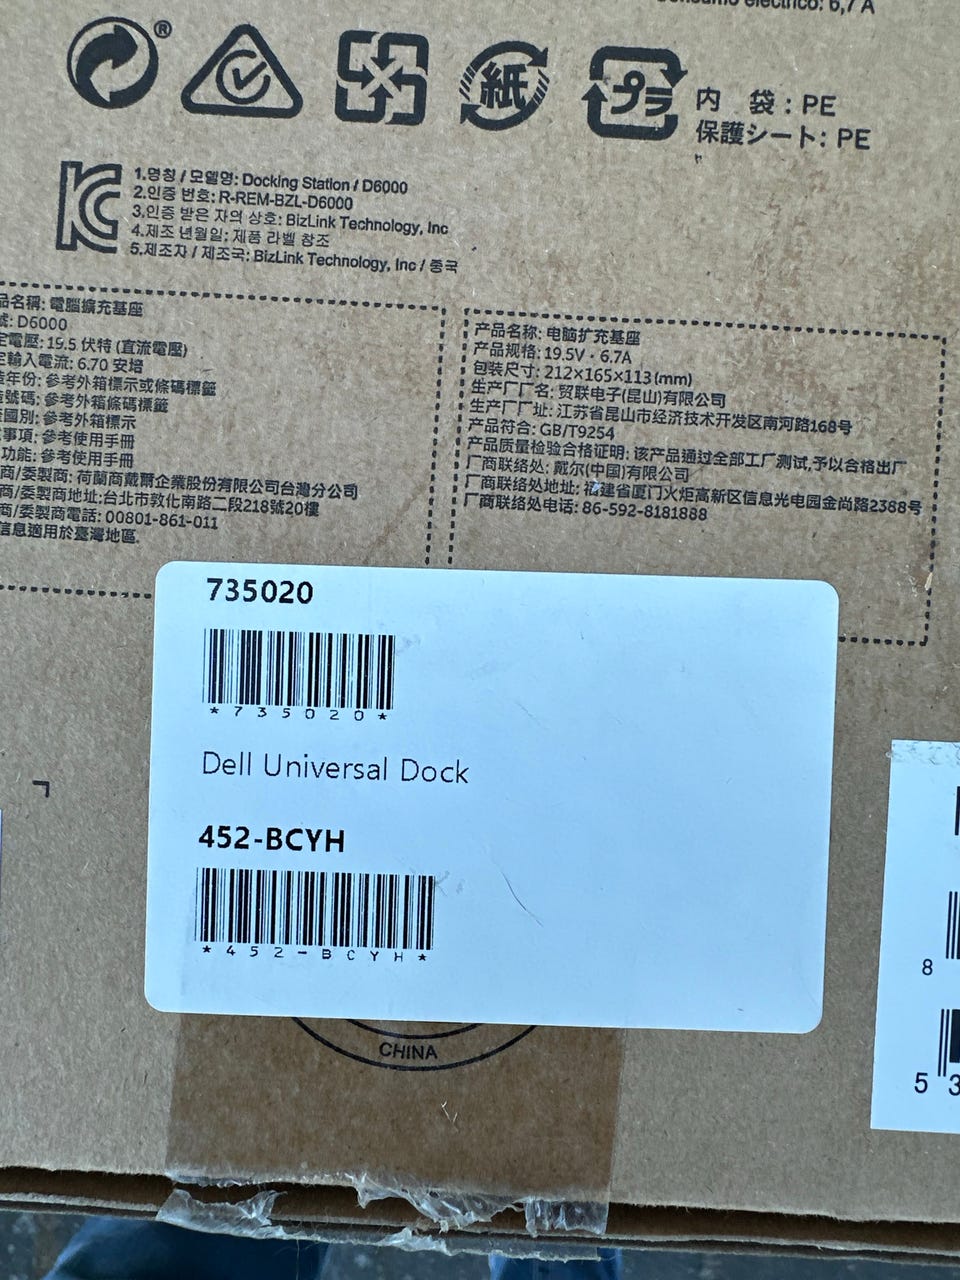 consumo eléctrico: 6,7 A
®
紙
プラ
内 袋 : PE
保護シート: PE
1.명칭 / 모델명: Docking Station / D6000
2.인증 번호: R-REM-BZL-D6000
3.인증 받은 자의 상호: BizLink Technology, Inc
4.제조 년월일: 제품 라벨 창조
5.제조자 / 제조국: BizLink Technology, Inc / 중국
品名稱: 電腦擴充基座
號: D6000
定電壓: 19.5 伏特 (直流電壓)
定輸入電流: 6.70 安培
造年份: 參考外箱標示或條碼標籤
造號碼: 參考外箱條碼標籤
國別: 參考外箱標示
事項: 參考使用手冊
功能: 參考使用手冊
商/委製商: 荷蘭商戴爾企業股份有限公司台灣分公司
商/委製商地址: 台北市敦化南路二段218號20樓
商/委製商電話: 00801-861-011
信息適用於臺灣地區.
产品名称: 电脑扩充基座
产品规格: 19.5V · 6.7A
包装尺寸: 212×165×113 (mm)
生产厂厂名: 贸联电子(昆山)有限公司
生产厂厂址: 江苏省昆山市经济技术开发区南河路168号
产品符合: GB/T9254
产品质量检验合格证明: 该产品通过全部工厂测试,予以合格出厂
厂商联络处: 戴尔(中国)有限公司
厂商联络处地址: 福建省厦门火炬高新区信息光电园金尚路2388号
厂商联络处电话: 86-592-8181888
735020
*735020*
Dell Universal Dock
452-BCYH
*452-BCYH*
CHINA
8
5 3